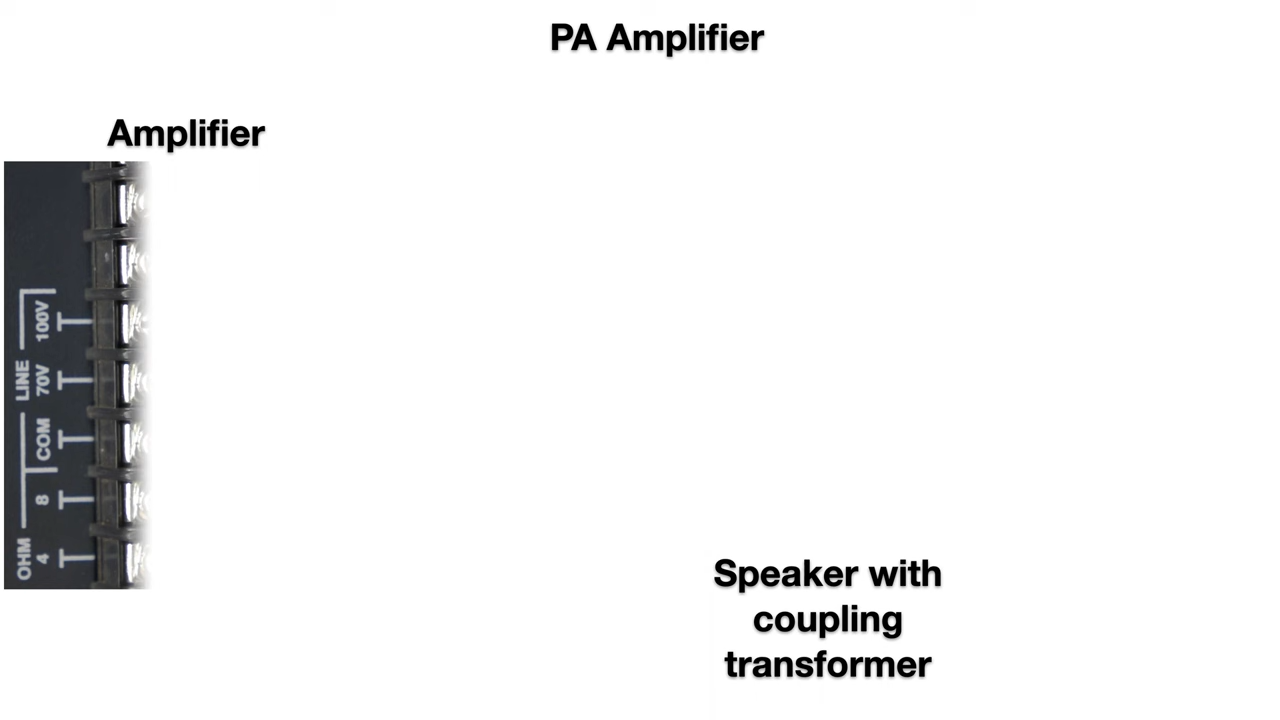 PA Amplifier
Amplifier
100V
LINE
70V
COM
8
OHM
4
Speaker with
coupling
transformer